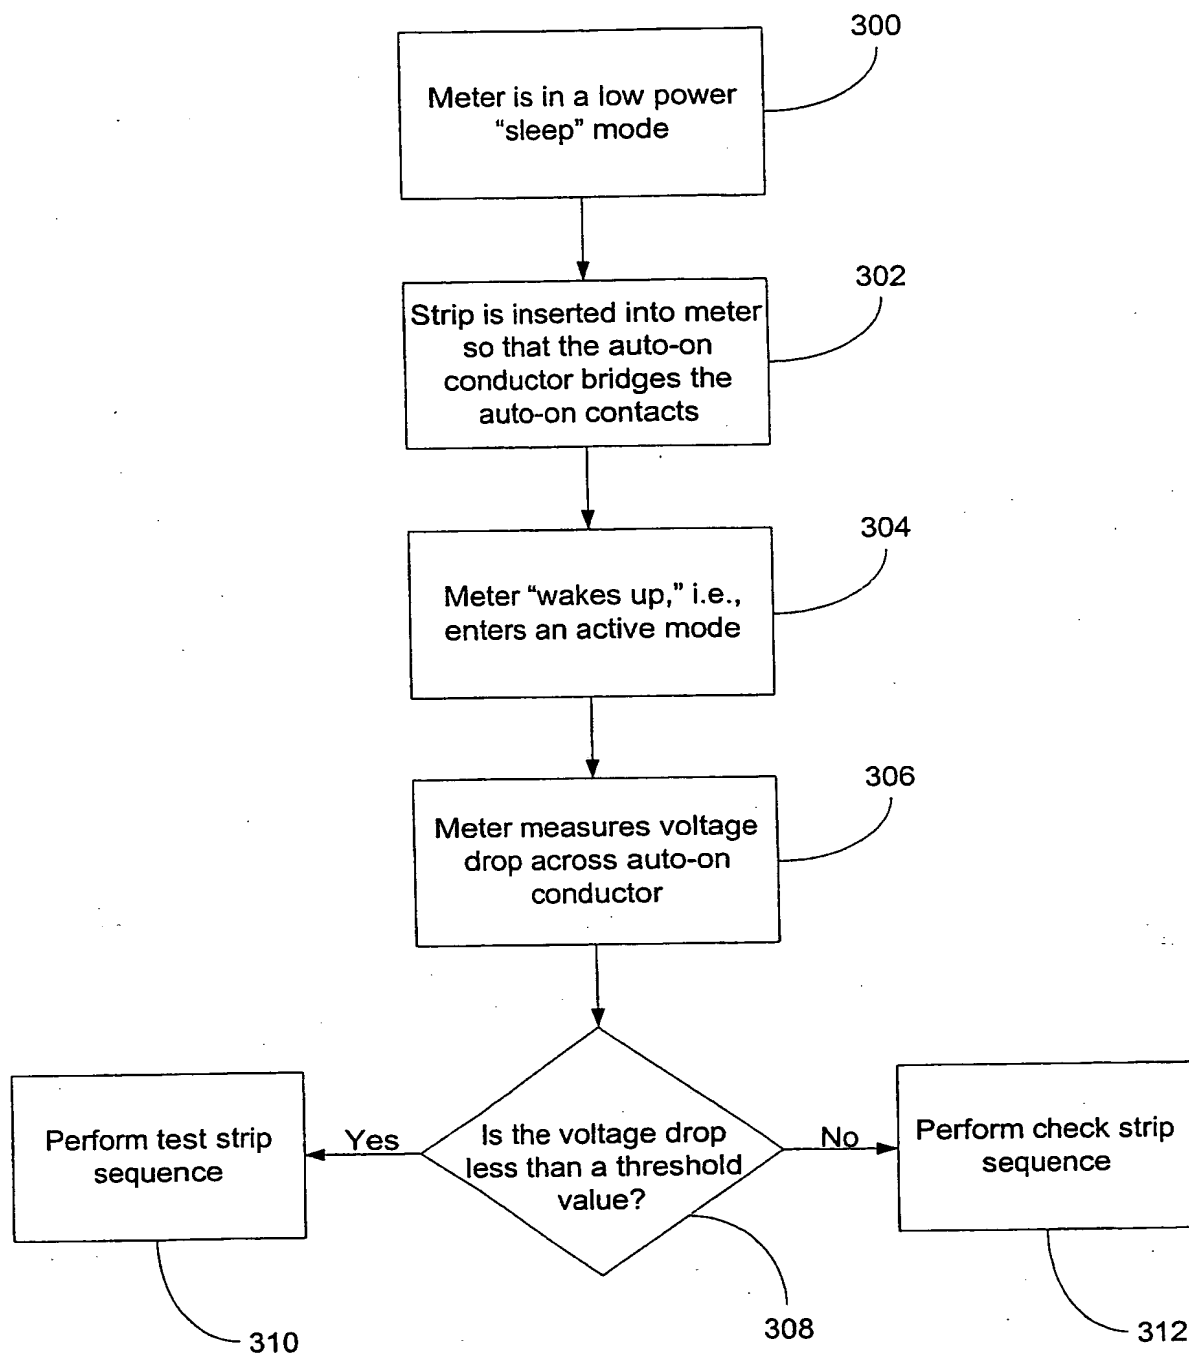 300
Meter is in a low power
“sleep” mode
302
Strip is inserted into meter
so that the auto-on
conductor bridges the
auto-on contacts
304
Meter “wakes up,” i.e.,
enters an active mode
306
Meter measures voltage
drop across auto-on
conductor
Is the voltage drop
less than a threshold
value?
308
Yes
No
Perform test strip
sequence
310
Perform check strip
sequence
312